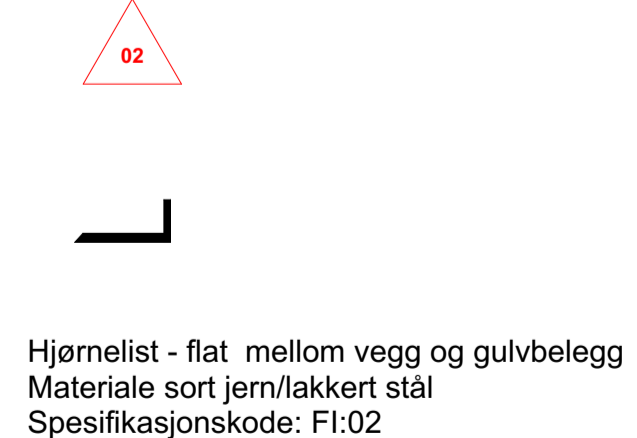 02
Hjørnelist - flat  mellom vegg og gulvbelegg
Materiale sort jern/lakkert stål
Spesifikasjonskode: FI:02